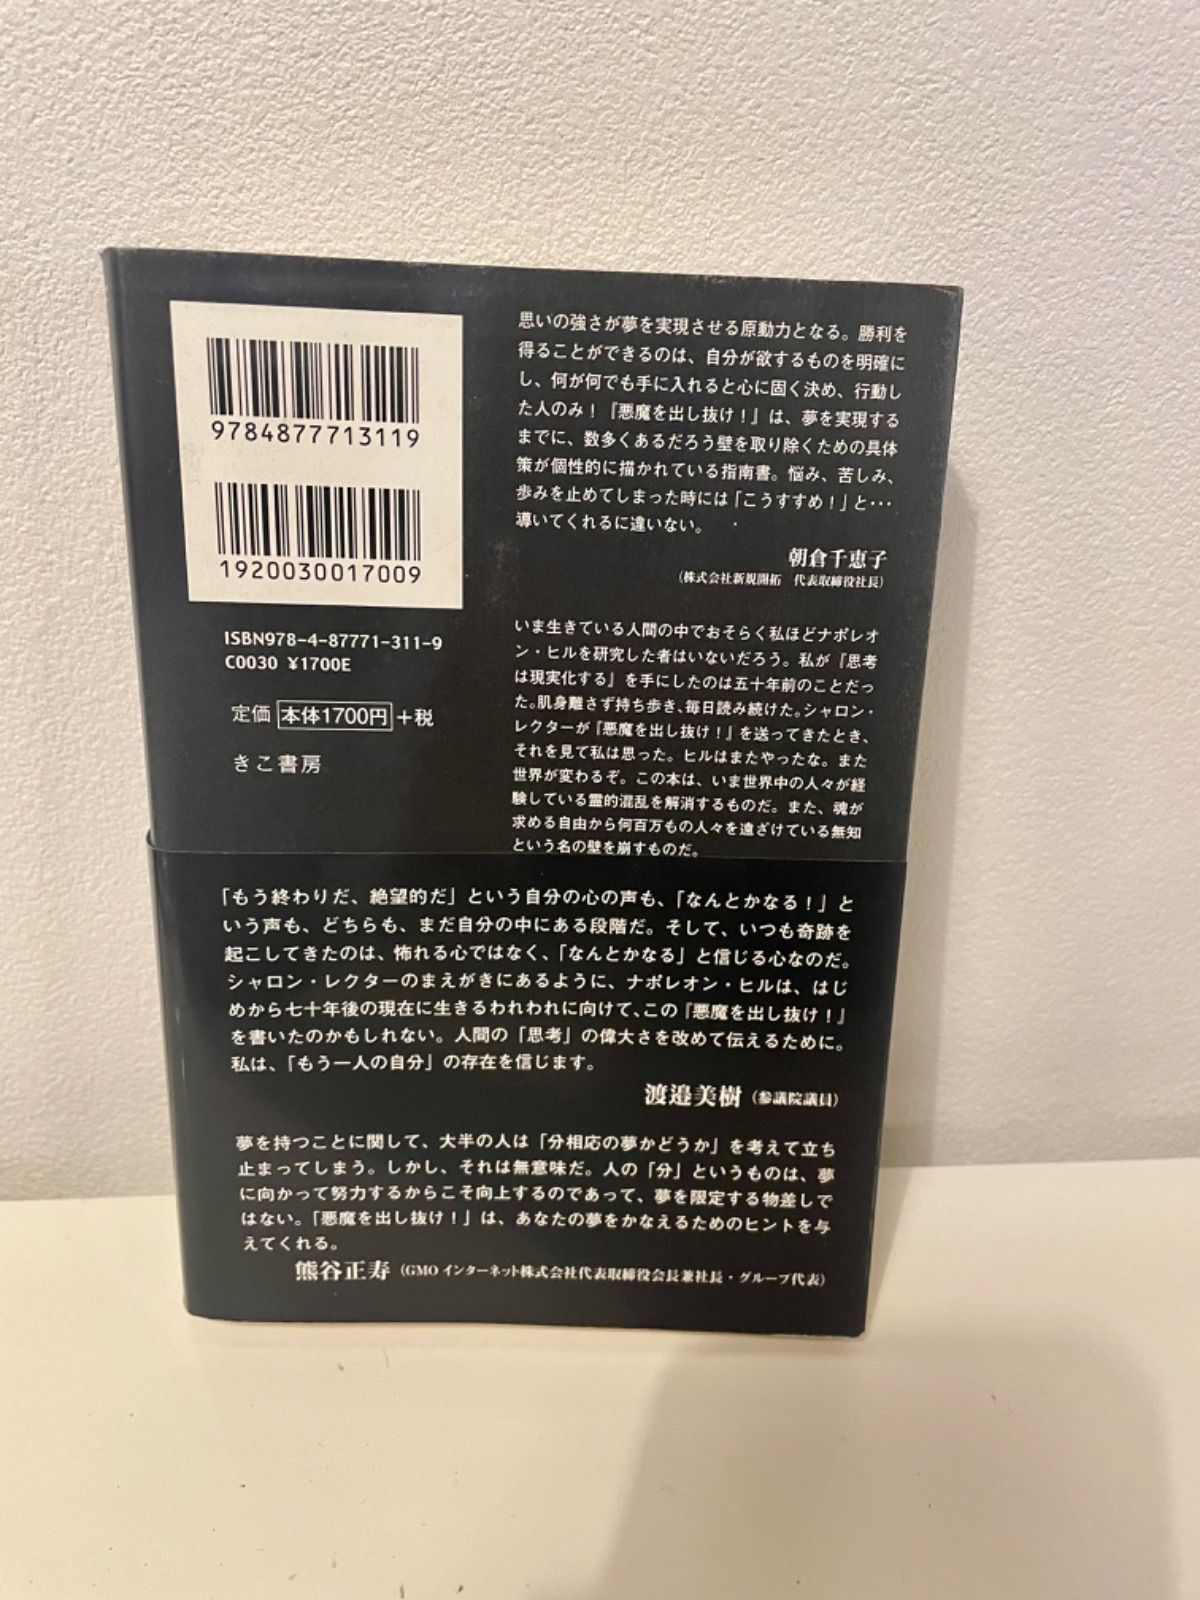 9784877713119
1920030017009
ISBN978-4-87771-311-9
C0030 ¥1700E
定価 本体1700円 +税
きこ書房
思いの強さが夢を実現させる原動力となる。勝利を
得ることができるのは、自分が欲するものを明確に
し、何が何でも手に入れると心に固く決め、行動し
た人のみ！『悪魔を出し抜け！』は、夢を実現する
までに、数多くあるだろう壁を取り除くための具体
策が個性的に描かれている指南書。悩み、苦しみ、
歩みを止めてしまった時には「こうすすめ！」と…
導いてくれるに違いない。
朝倉千恵子
（株式会社新規開拓　代表取締役社長）
いま生きている人間の中でおそらく私ほどナポレオ
ン・ヒルを研究した者はいないだろう。私が『思考
は現実化する』を手にしたのは五十年前のことだっ
た。肌身離さず持ち歩き、毎日読み続けた。シャロン・
レクターが『悪魔を出し抜け！』を送ってきたとき、
それを見て私は思った。ヒルはまたやったな。また
世界が変わるぞ。この本は、いま世界中の人々が経
験している霊的混乱を解消するものだ。また、魂が
求める自由から何百万もの人々を遠ざけている無知
という名の壁を崩すものだ。
「もう終わりだ、絶望的だ」という自分の心の声も、「なんとかなる！」と
いう声も、どちらも、まだ自分の中にある段階だ。そして、いつも奇跡を
起こしてきたのは、怖れる心ではなく、「なんとかなる」と信じる心なのだ。
シャロン・レクターのまえがきにあるように、ナポレオン・ヒルは、はじ
めから七十年後の現在に生きるわれわれに向けて、この『悪魔を出し抜け！』
を書いたのかもしれない。人間の「思考」の偉大さを改めて伝えるために。
私は、「もう一人の自分」の存在を信じます。
渡邉美樹（参議院議員）
夢を持つことに関して、大半の人は「分相応の夢かどうか」を考えて立ち
止まってしまう。しかし、それは無意味だ。人の「分」というものは、夢
に向かって努力するからこそ向上するのであって、夢を限定する物差しで
はない。「悪魔を出し抜け！」は、あなたの夢をかなえるためのヒントを与
えてくれる。
熊谷正寿（GMOインターネット株式会社代表取締役会長兼社長・グループ代表）